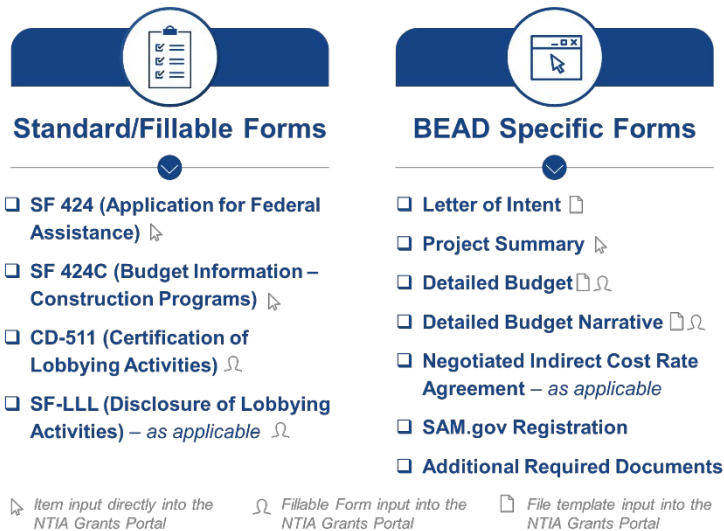 Standard/Fillable Forms
SF 424 (Application for Federal
Assistance)
SF 424C (Budget Information –
Construction Programs)
CD-511 (Certification of
Lobbying Activities)
SF-LLL (Disclosure of Lobbying
Activities) – as applicable
BEAD Specific Forms
Letter of Intent
Project Summary
Detailed Budget
Detailed Budget Narrative
Negotiated Indirect Cost Rate
Agreement – as applicable
SAM.gov Registration
Additional Required Documents
Item input directly into the
NTIA Grants Portal
Fillable Form input into the
NTIA Grants Portal
File template input into the
NTIA Grants Portal